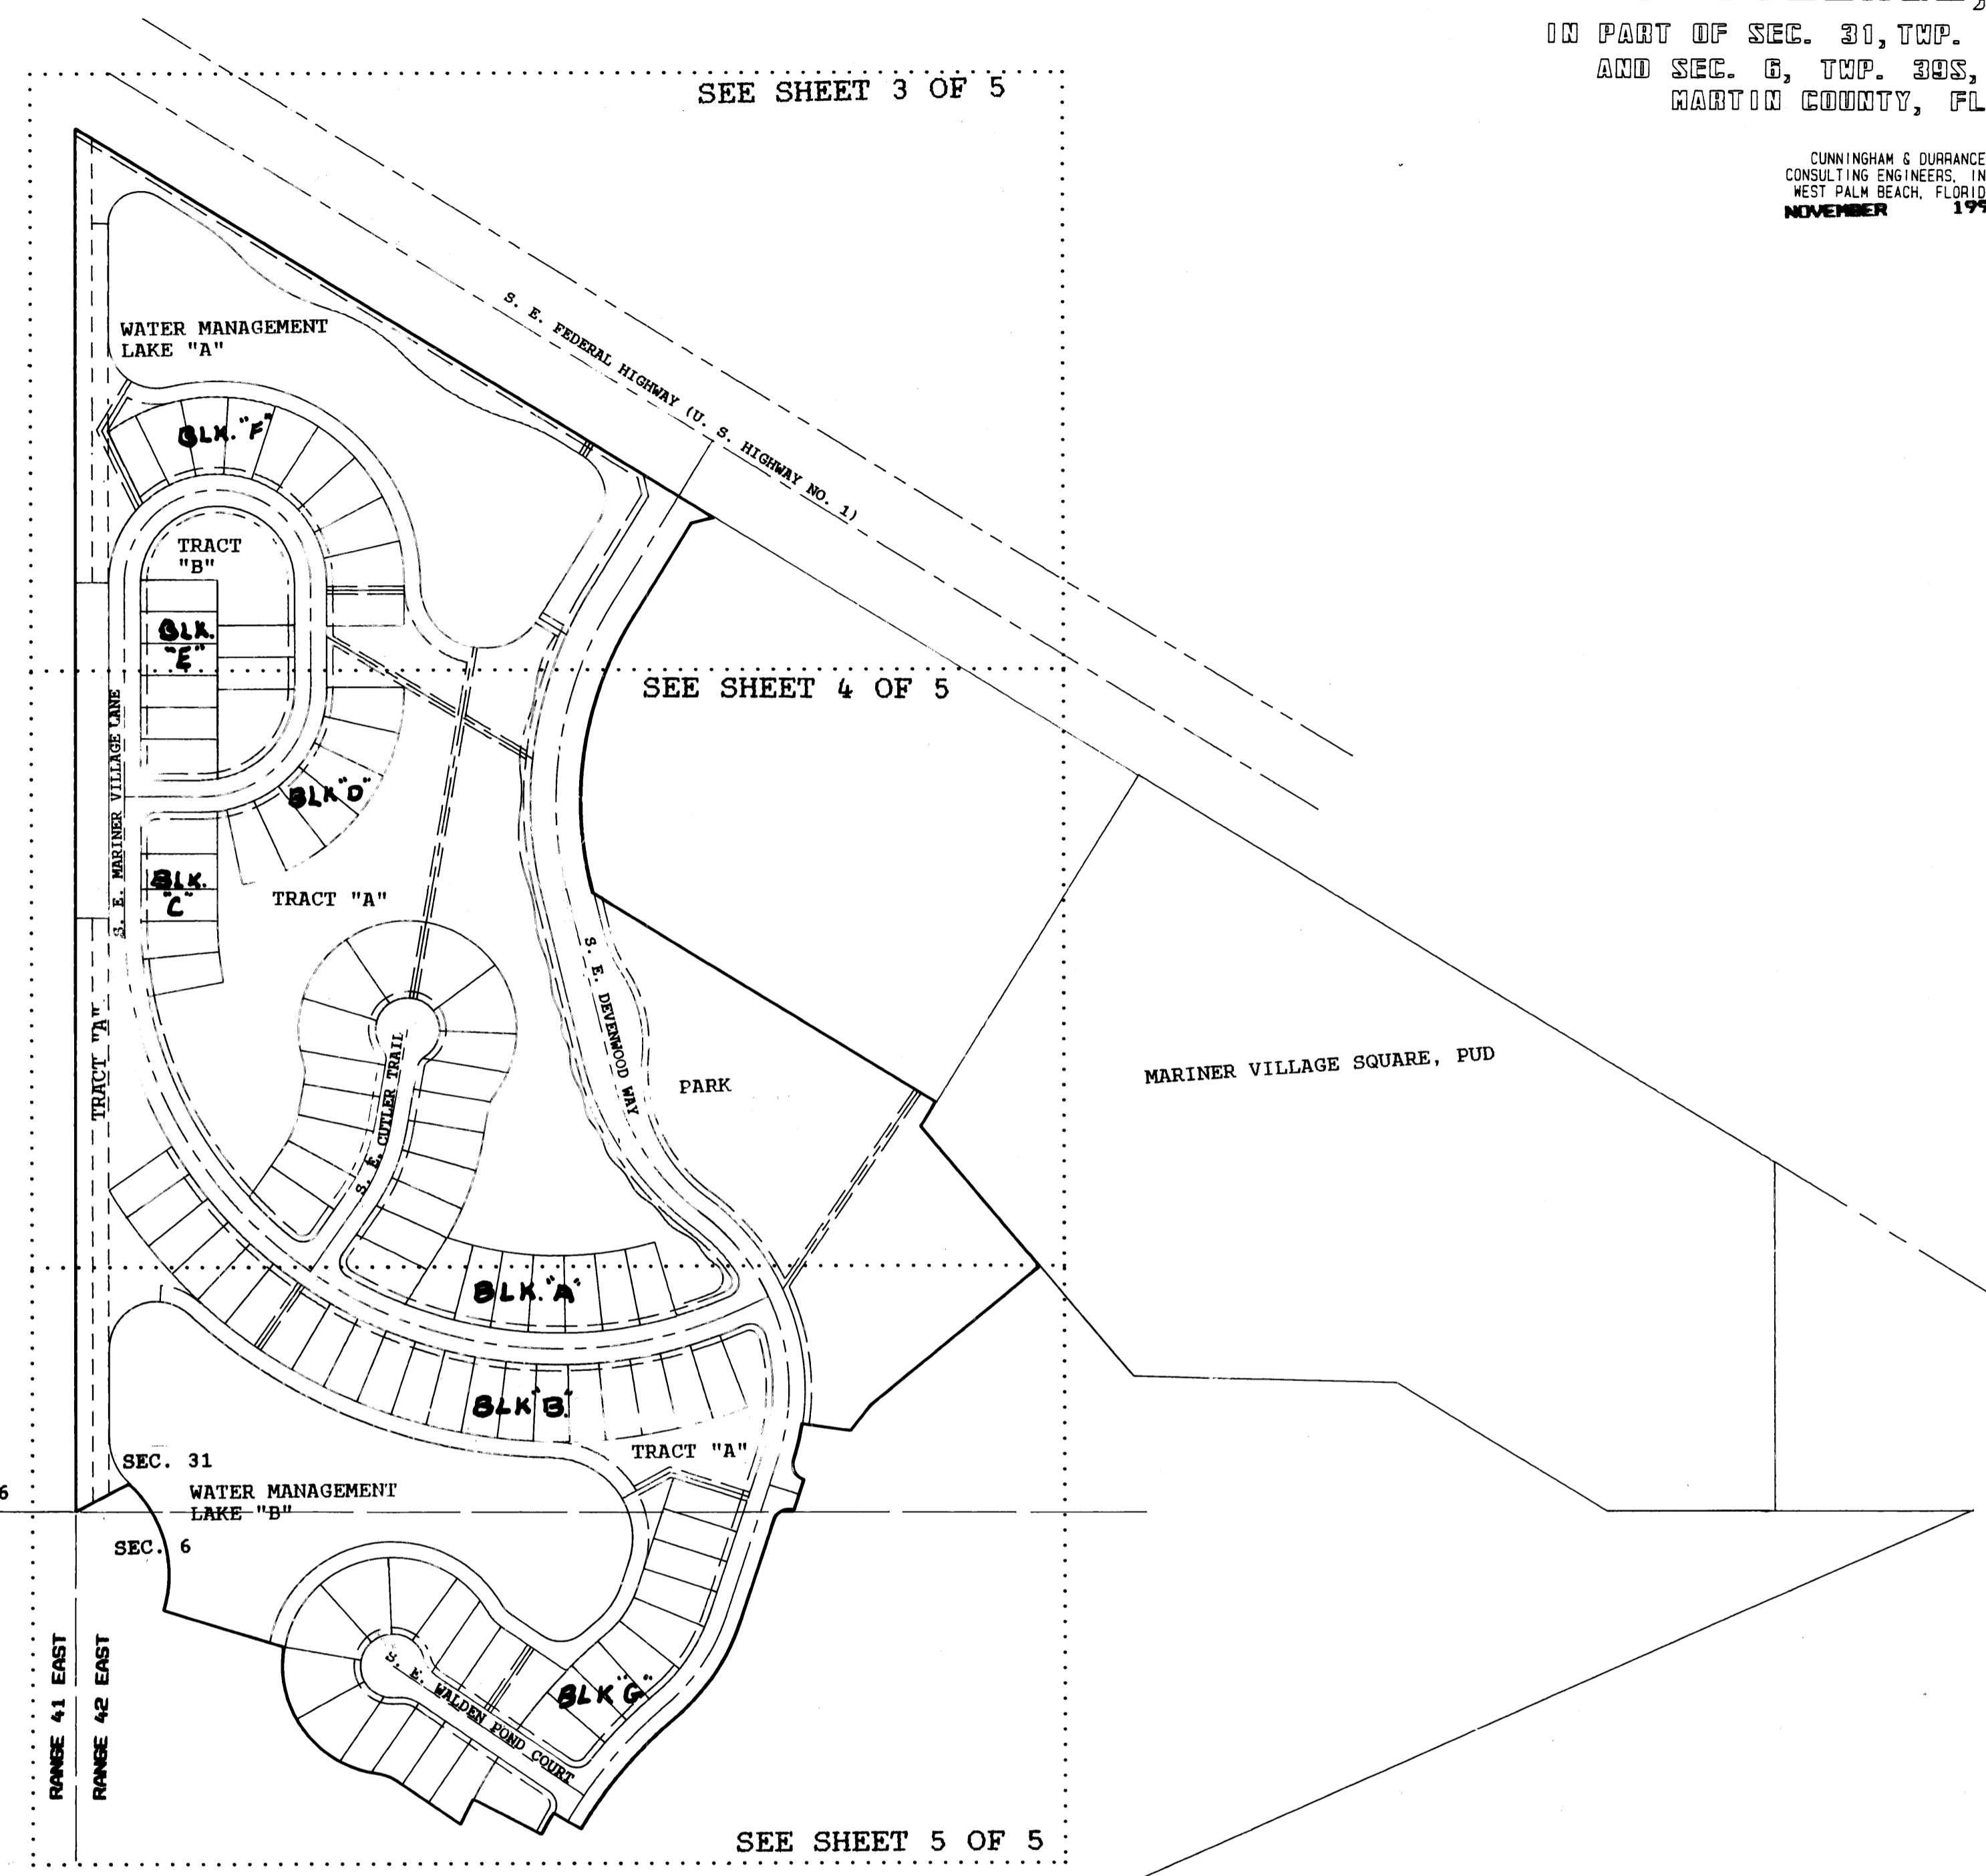 IN PART OF SEC. 31, TWP.
AND SEC. 6, TWP. 39S,
MARTIN COUNTY, FL
CUNNINGHAM & DURRANCE
CONSULTING ENGINEERS, IN
WEST PALM BEACH, FLORID
NOVEMBER 199
SEE SHEET 3 OF 5
S. E. FEDERAL HIGHWAY (U. S. HIGHWAY NO. 1)
WATER MANAGEMENT
LAKE "A"
BLK. "F"
TRACT
"B"
BLK.
"E"
SEE SHEET 4 OF 5
S. E. MARINER VILLAGE LANE
BLK "D"
BLK.
"C"
TRACT "A"
S. E. DEVENWOOD WAY
TRACT "A"
S. E. CUTLER TRAIL
PARK
MARINER VILLAGE SQUARE, PUD
BLK. "A"
BLK "B"
TRACT "A"
SEC. 31
WATER MANAGEMENT
LAKE "B"
6
SEC. 6
RANGE 41 EAST
RANGE 42 EAST
S. E. WALDEN POND COURT
BLK "G"
SEE SHEET 5 OF 5